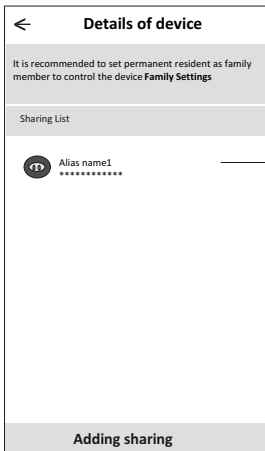 Details of device
It is recommended to set permanent resident as family
member to control the device Family Settings
Sharing List
Alias name1
************
Adding sharing